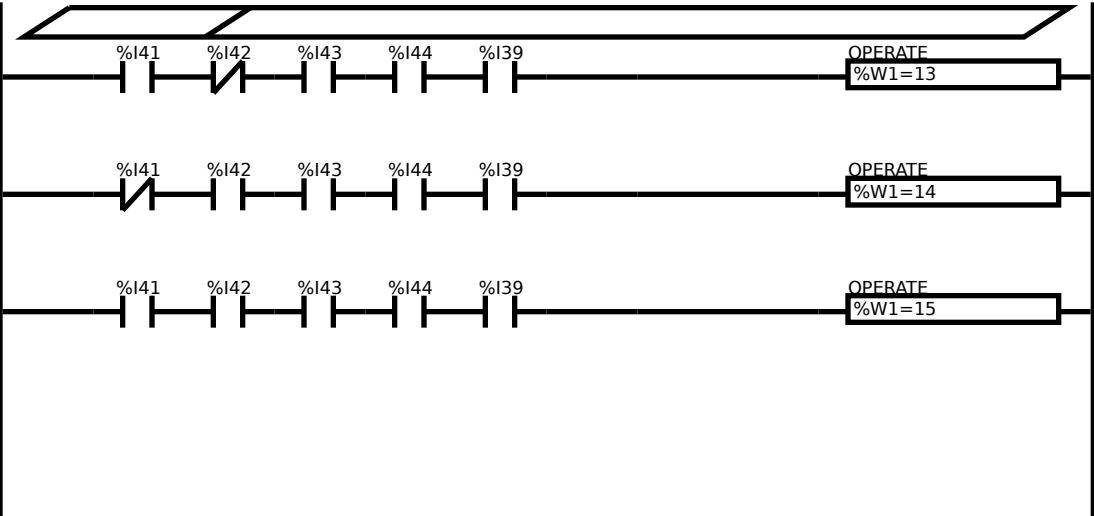 %I41 %I42 %I43 %I44 %I39 OPERATE
%W1=13
%I41 %I42 %I43 %I44 %I39 OPERATE
%W1=14
%I41 %I42 %I43 %I44 %I39 OPERATE
%W1=15